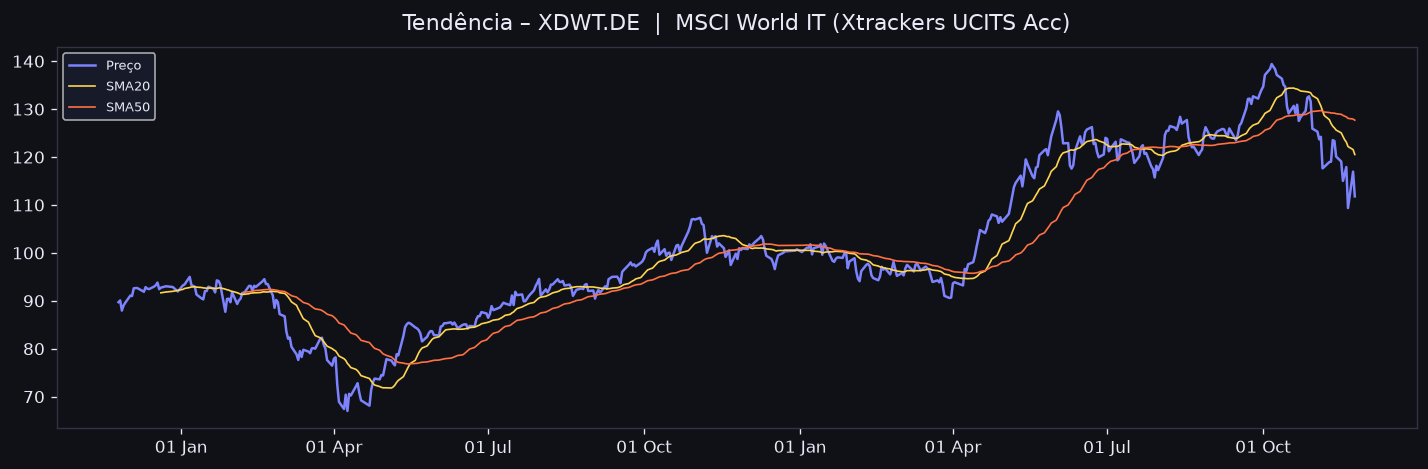 Tendência – XDWT.DE | MSCI World IT (Xtrackers UCITS Acc)
Preço
SMA20
SMA50
140
130
120
110
100
90
80
70
01 Jan
01 Apr
01 Jul
01 Oct
01 Jan
01 Apr
01 Jul
01 Oct